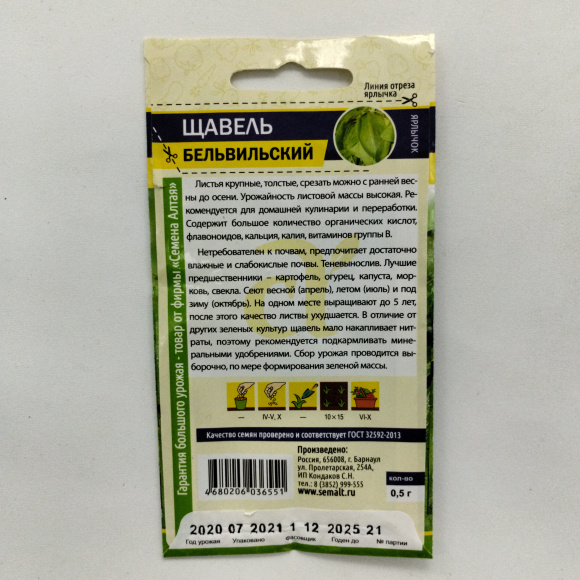 Линия отреза
ярлычка
ЩАВЕЛЬ
БЕЛЬВИЛЬСКИЙ
ЯРЛЫЧОК
Гарантия большого урожая - товар от фирмы «Семена Алтая»
Листья крупные, толстые, срезать можно с ранней вес-
ны до осени. Урожайность листовой массы высокая. Ре-
комендуется для домашней кулинарии и переработки.
Содержит большое количество органических кислот,
флавоноидов, кальция, калия, витаминов группы В.
Нетребователен к почвам, предпочитает достаточно
влажные и слабокислые почвы. Теневынослив. Лучшие
предшественники – картофель, огурец, капуста, мор-
ковь, свекла. Сеют весной (апрель), летом (июль) и под
зиму (октябрь). На одном месте выращивают до 5 лет,
после этого качество листвы ухудшается. В отличие от
других зеленых культур щавель мало накапливает нит-
раты, поэтому рекомендуется подкармливать мине-
ральными удобрениями. Сбор урожая проводится вы-
борочно, по мере формирования зеленой массы.
— IV-V, X — 10×15 VI-X
Качество семян проверено и соответствует ГОСТ 32592-2013
Произведено:
Россия, 656008, г. Барнаул
ул. Пролетарская, 254А,
ИП Кондаков С.Н.
тел.: 8 (3852) 999-555
www.semalt.ru
4680206036551
кол-во
0,5 г
2020 07 2021 1 12 2025 21
Год урожая Упаковано фасовщик Годен до № партии